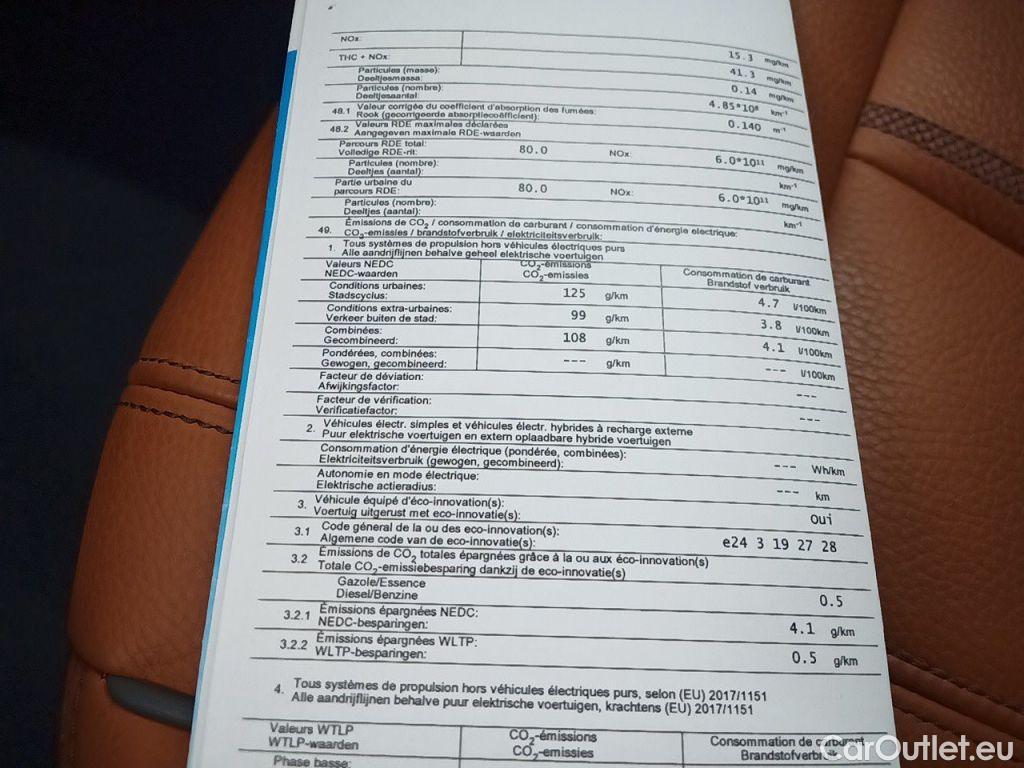 NOx: 15.3 mg/km
THC + NOx: 41.3 mg/km
Particules (masse):
Deeltjesmassa: 0.14 mg/km
Particules (nombre):
Deeltjesaantal: 4.85*10⁸ km⁻¹
48.1 Valeur corrigée du coefficient d'absorption des fumées:
Rook (gecorrigeerde absorptiecoëfficient): 0.140 m⁻¹
48.2 Valeurs RDE maximales déclarées
Aangegeven maximale RDE-waarden
Parcours RDE total:
Volledige RDE-rit: 80.0 NOx: 6.0*10¹¹ mg/km
Particules (nombre):
Deeltjes (aantal): km⁻¹
Partie urbaine du
parcours RDE: 80.0 NOx: 6.0*10¹¹ mg/km
Particules (nombre):
Deeltjes (aantal): km⁻¹
49. Émissions de CO₂ / consommation de carburant / consommation d'énergie electrique:
CO₂-emissies / brandstofverbruik / elektriciteitsverbruik:
1. Tous systèmes de propulsion hors véhicules électriques purs
Alle aandrijflijnen behalve geheel elektrische voertuigen
Valeurs NEDC CO₂-émissions Consommation de carburant
NEDC-waarden CO₂-emissies Brandstof verbruik
Conditions urbaines:
Stadscyclus: 125 g/km 4.7 l/100km
Conditions extra-urbaines:
Verkeer buiten de stad: 99 g/km 3.8 l/100km
Combinées:
Gecombineerd: 108 g/km 4.1 l/100km
Pondérées, combinées:
Gewogen, gecombineerd: --- g/km --- l/100km
Facteur de déviation:
Afwijkingsfactor: ---
Facteur de vérification:
Verificatiefactor: ---
2. Véhicules électr. simples et véhicules électr. hybrides à recharge externe
Puur elektrische voertuigen en extern oplaadbare hybride voertuigen
Consommation d'énergie électrique (pondérée, combinées):
Elektriciteitsverbruik (gewogen, gecombineerd): --- Wh/km
Autonomie en mode électrique:
Elektrische actieradius: --- km
3. Véhicule équipé d'éco-innovation(s):
Voertuig uitgerust met eco-innovatie(s): Oui
3.1 Code général de la ou des eco-innovation(s):
Algemene code van de eco-innovatie(s): e24 3 19 27 28
3.2 Émissions de CO₂ totales épargnées grâce à la ou aux éco-innovation(s)
Totale CO₂-emissiebesparing dankzij de eco-innovatie(s)
Gazole/Essence
Diesel/Benzine 0.5
3.2.1 Émissions épargnées NEDC:
NEDC-besparingen: 4.1 g/km
3.2.2 Émissions épargnées WLTP:
WLTP-besparingen: 0.5 g/km
4. Tous systèmes de propulsion hors véhicules électriques purs, selon (EU) 2017/1151
Alle aandrijflijnen behalve puur elektrische voertuigen, krachtens (EU) 2017/1151
Valeurs WTLP CO₂-émissions Consommation de carburant
WTLP-waarden CO₂-emissies Brandstofverbruik
Phase basse:
CarOutlet.eu